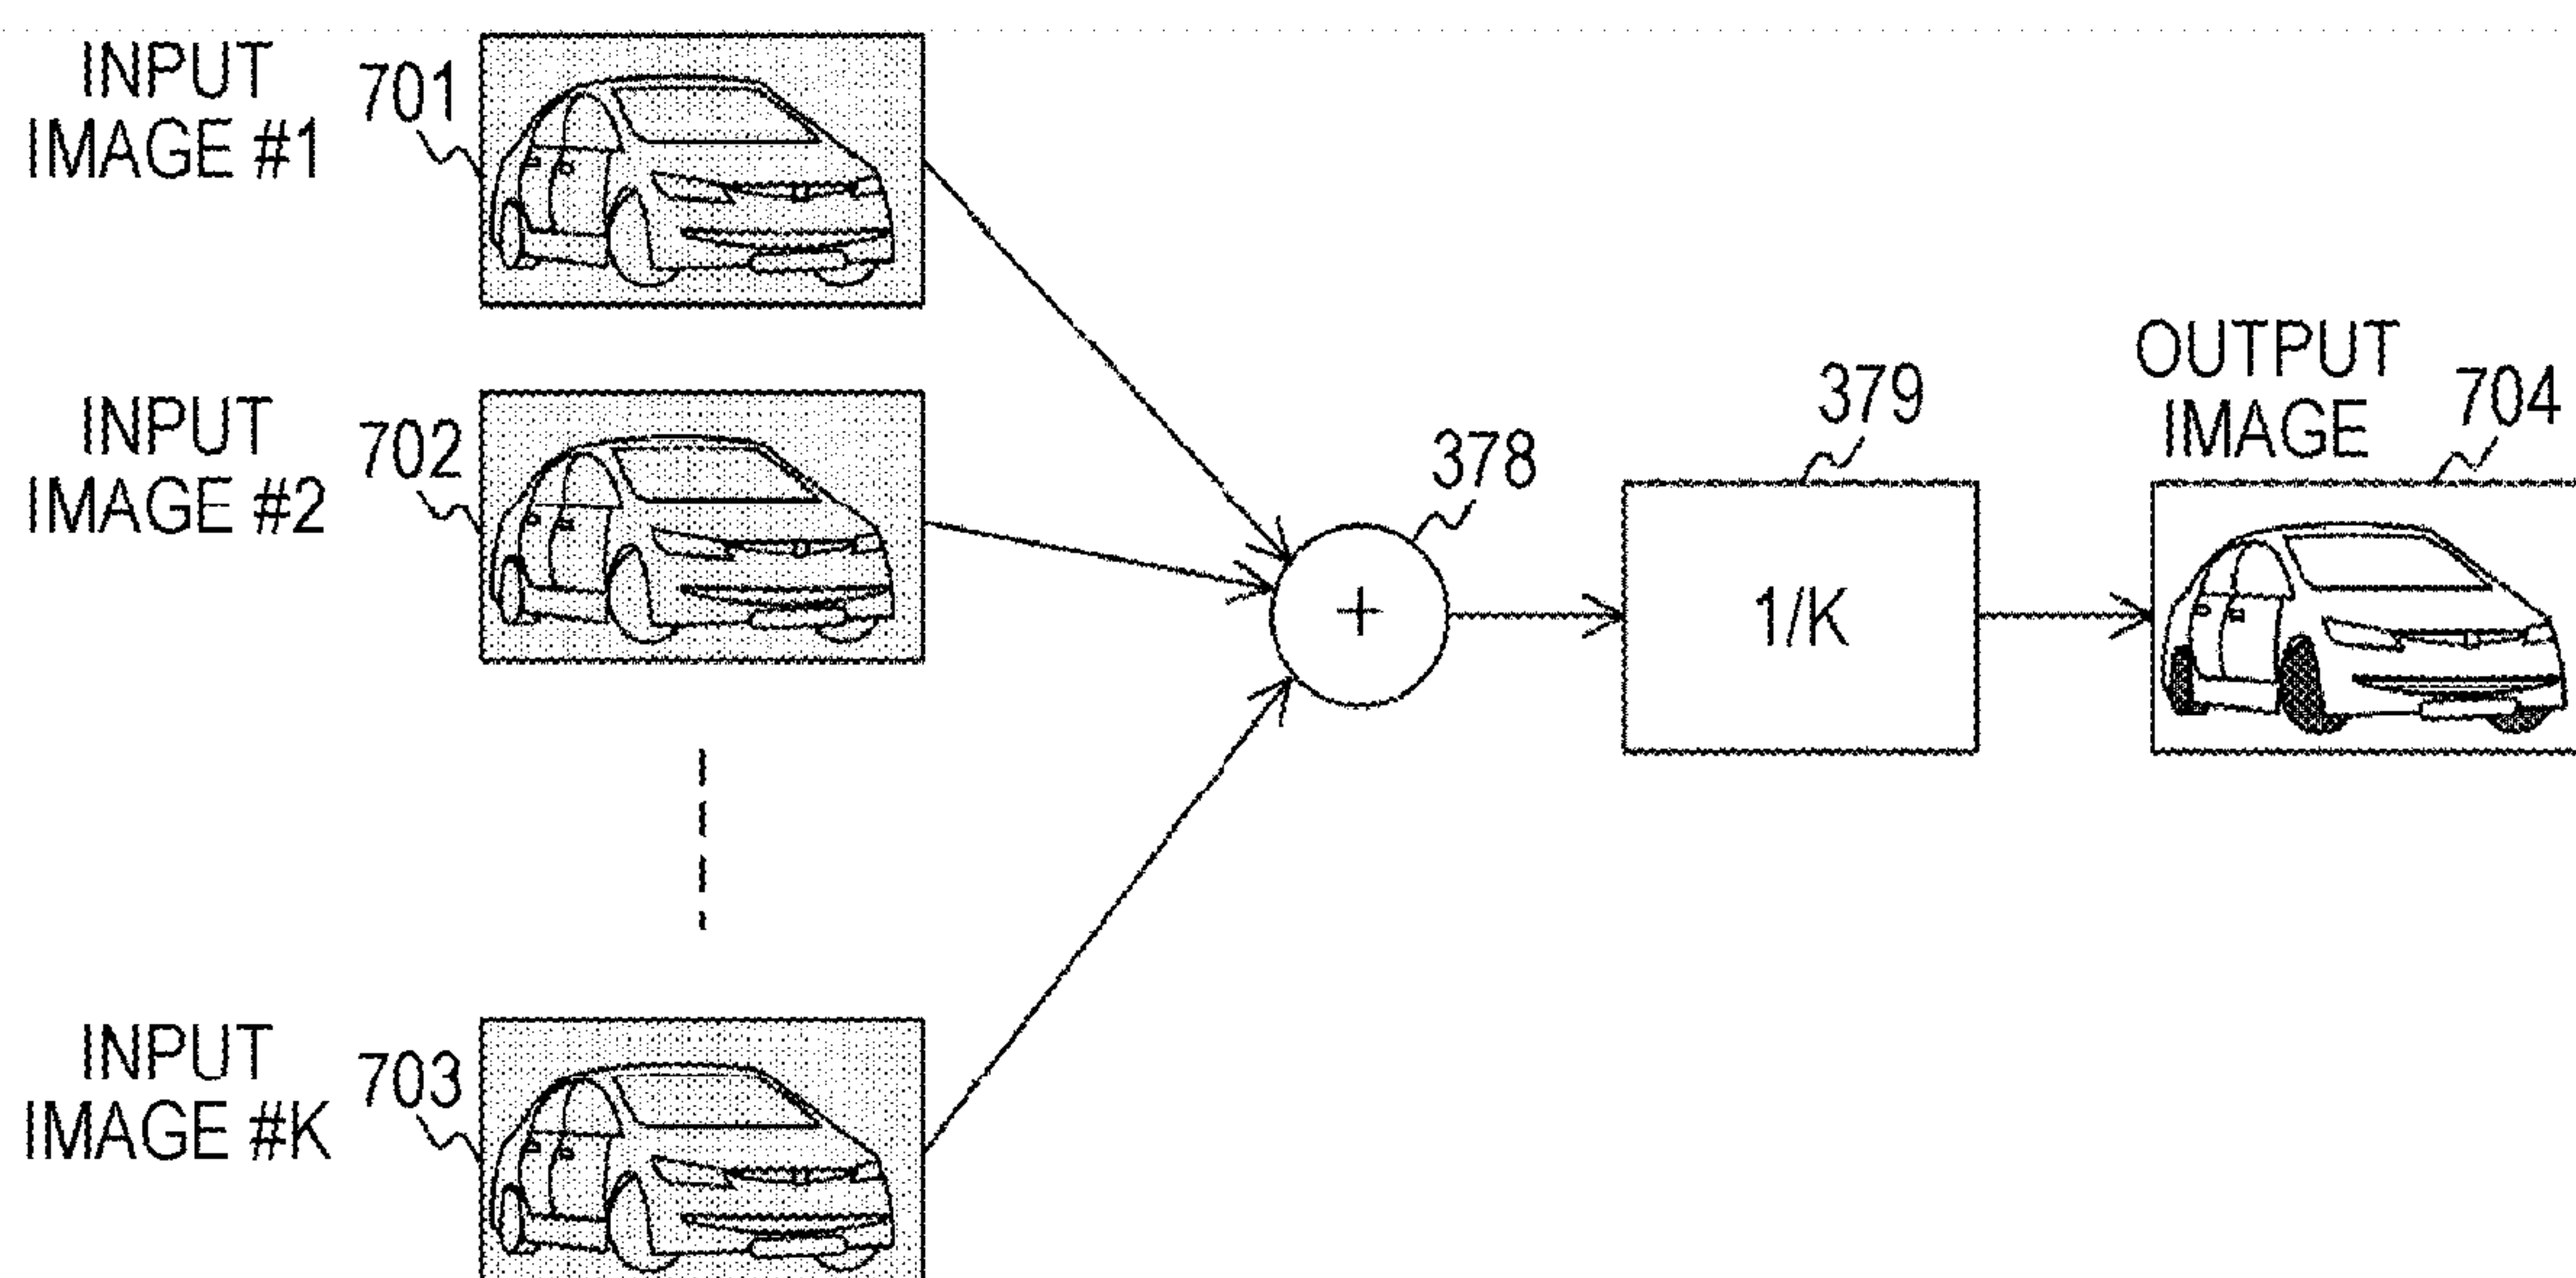 INPUT
IMAGE #1
701
INPUT
IMAGE #2
702
INPUT
IMAGE #K
703
378
+
379
1/K
OUTPUT
IMAGE
704